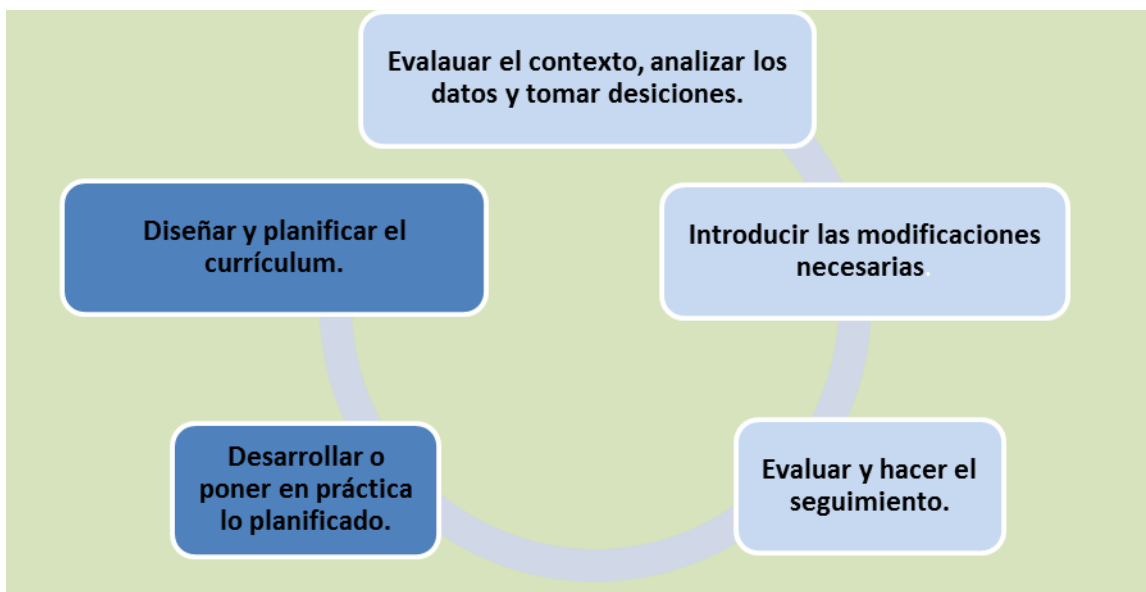 Evalauar el contexto, analizar los
datos y tomar desiciones.
Diseñar y planificar el
currículum.
Introducir las modificaciones
necesarias.
Desarrollar o
poner en práctica
lo planificado.
Evaluar y hacer el
seguimiento.